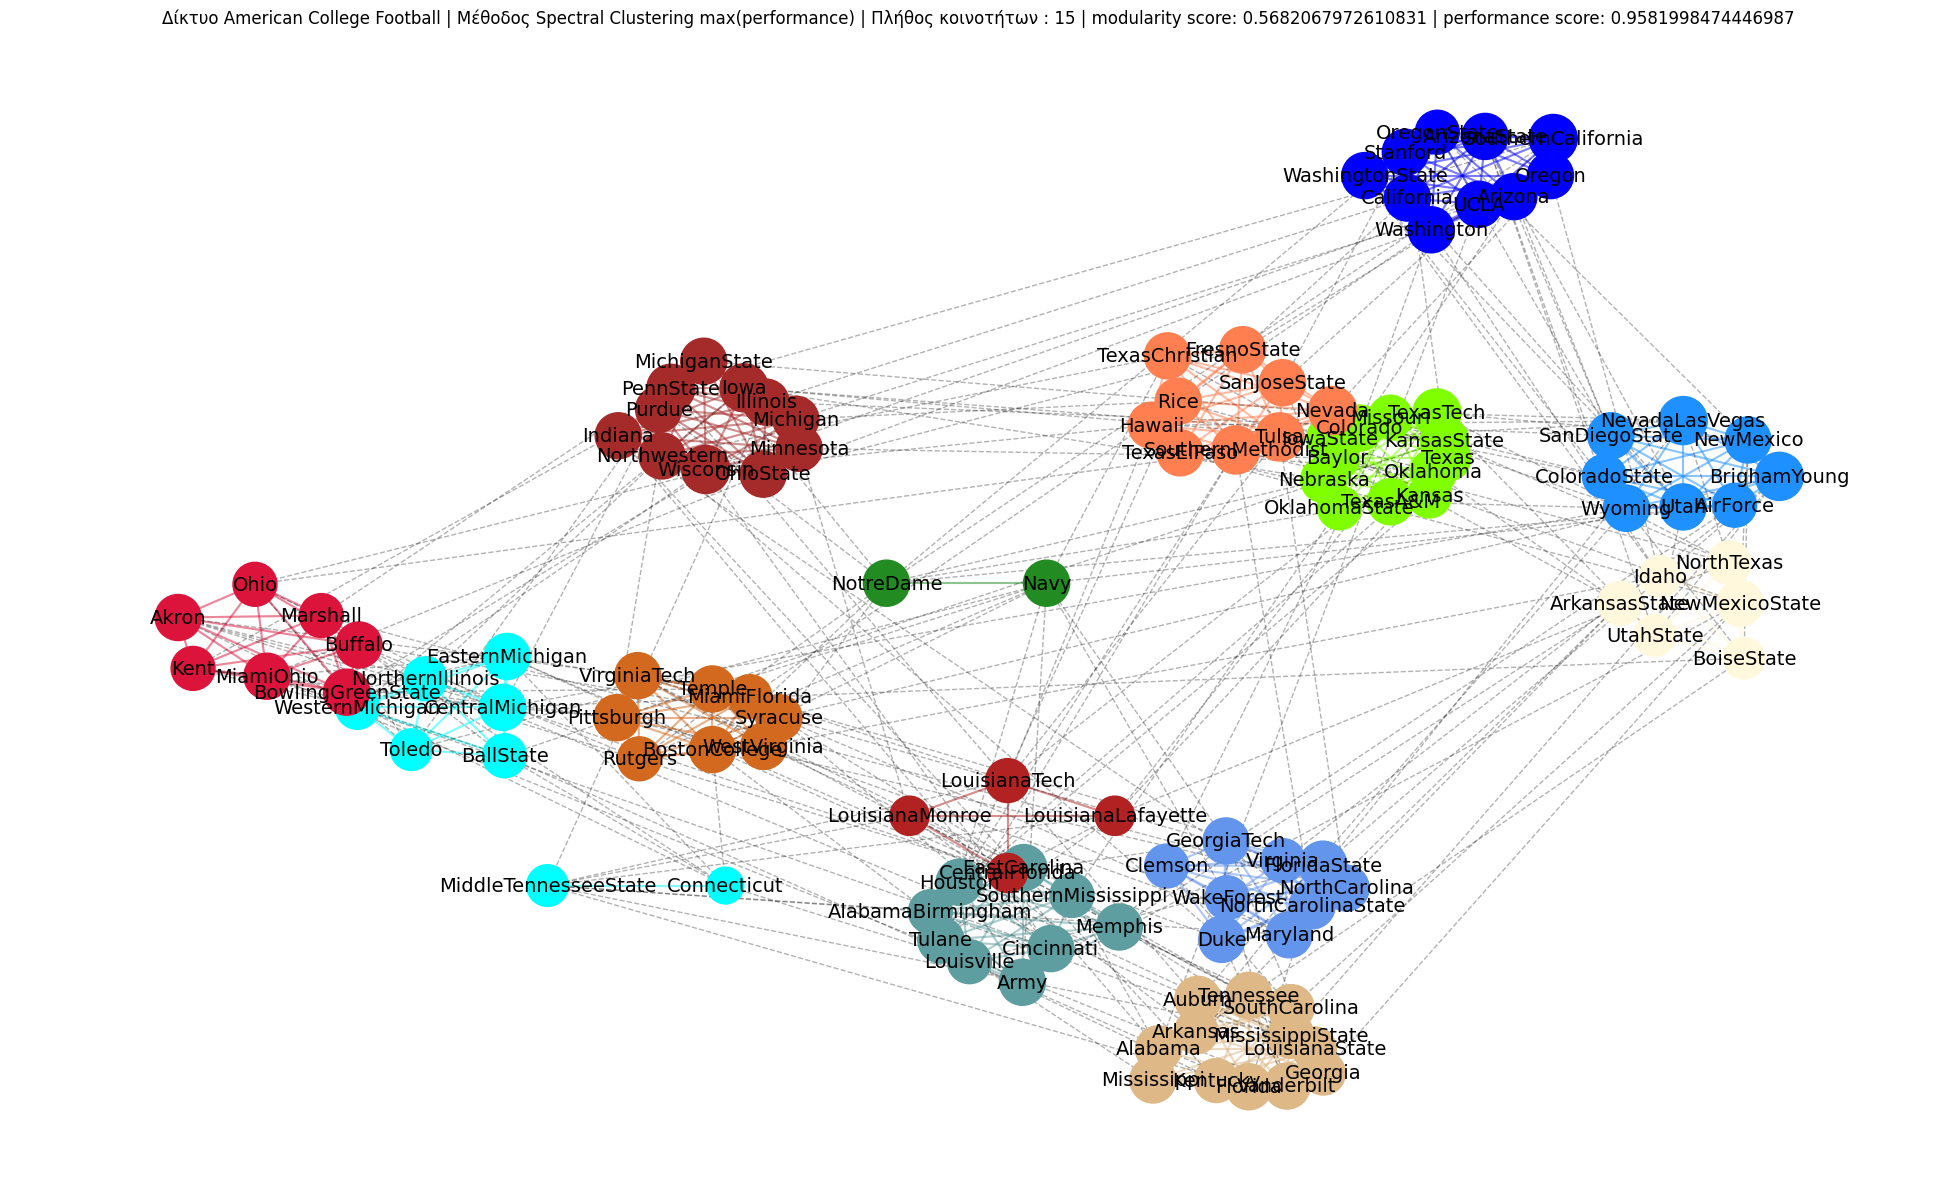 Δίκτυο American College Football | Μέθοδος Spectral Clustering max(performance) | Πλήθος κοινοτήτων : 15 | modularity score: 0.5682067972610831 | performance score: 0.9581998474446987
OregonState
ArizonaState
SouthernCalifornia
Stanford
WashingtonState
Oregon
California
Arizona
UCLA
Washington
MichiganState
PennState
Iowa
Illinois
Purdue
Michigan
Indiana
Minnesota
Northwestern
Wisconsin
OhioState
TexasChristian
FresnoState
SanJoseState
Rice
Nevada
Hawaii
Tulsa
SouthernMethodist
TexasElPaso
Missouri
TexasTech
Colorado
IowaState
KansasState
Baylor
Texas
Oklahoma
Nebraska
Kansas
TexasA&M
OklahomaState
NevadaLasVegas
SanDiegoState
NewMexico
ColoradoState
BrighamYoung
Wyoming
Utah
AirForce
NorthTexas
Idaho
ArkansasState
NewMexicoState
UtahState
BoiseState
NotreDame
Navy
Ohio
Akron
Marshall
Buffalo
Kent
MiamiOhio
BowlingGreenState
EasternMichigan
NorthernIllinois
WesternMichigan
CentralMichigan
Toledo
BallState
VirginiaTech
Temple
MiamiFlorida
Pittsburgh
Syracuse
BostonCollege
WestVirginia
Rutgers
LouisianaTech
LouisianaMonroe
LouisianaLafayette
MiddleTennesseeState
Connecticut
EastCarolina
CentralFlorida
Houston
SouthernMississippi
AlabamaBirmingham
Memphis
Tulane
Cincinnati
Louisville
Army
GeorgiaTech
Clemson
Virginia
FloridaState
NorthCarolina
WakeForest
NorthCarolinaState
Duke
Maryland
Auburn
Tennessee
SouthCarolina
Arkansas
MississippiState
Alabama
LouisianaState
Mississippi
Kentucky
Florida
Vanderbilt
Georgia